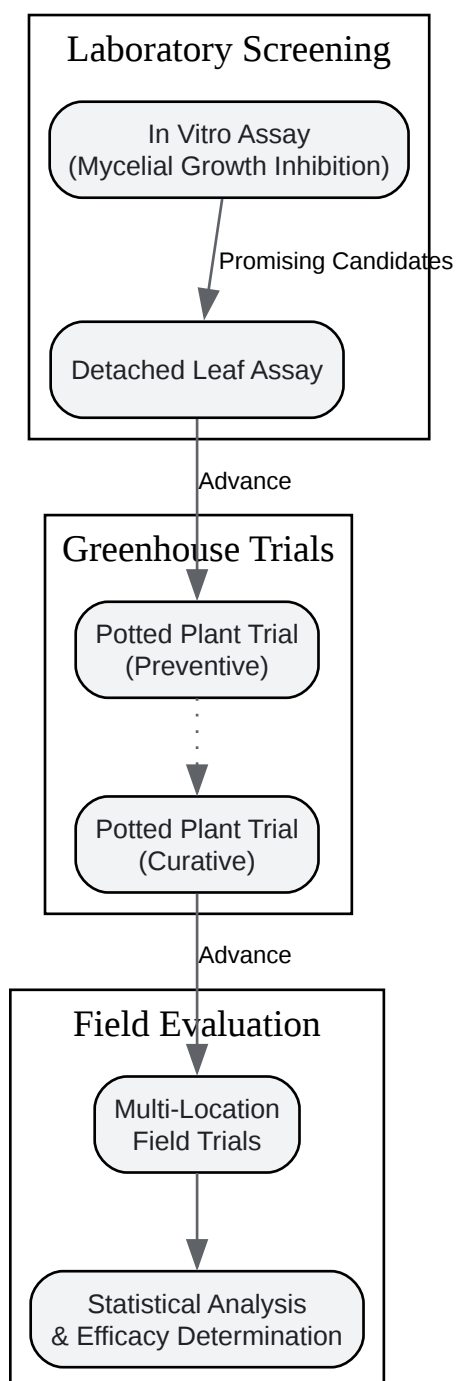 Laboratory Screening
In Vitro Assay
(Mycelial Growth Inhibition)
Promising Candidates
Detached Leaf Assay
Advance
Greenhouse Trials
Potted Plant Trial
(Preventive)
Potted Plant Trial
(Curative)
Advance
Field Evaluation
Multi-Location
Field Trials
Statistical Analysis
& Efficacy Determination